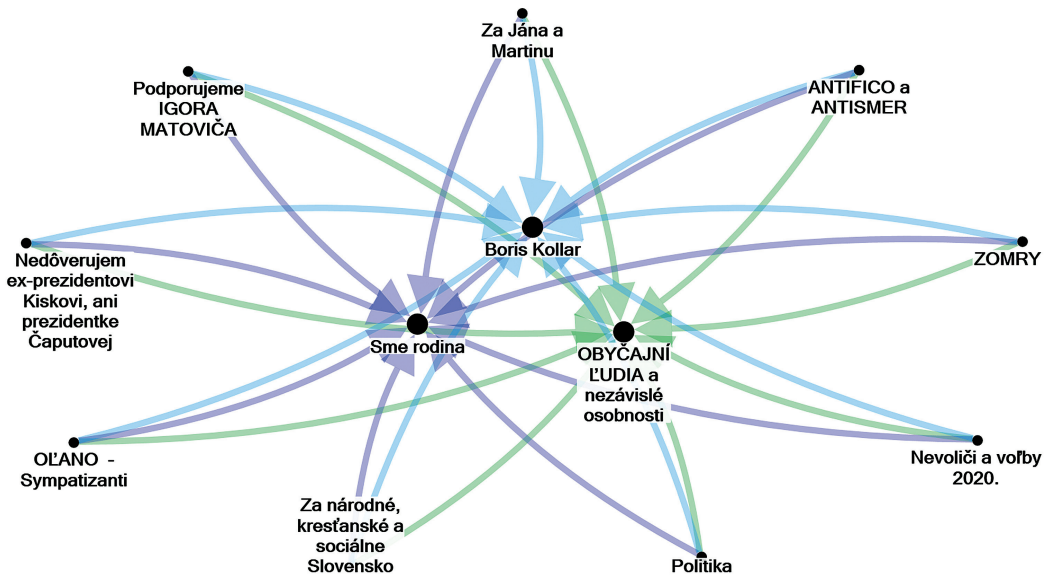 Za Jána a
Martinu
Podporujeme
IGORA
MATOVIČA
ANTIFICO a
ANTISMER
Boris Kollar
Nedôverujem
ex-prezidentovi
Kiskovi, ani
prezidentke
Čaputovej
ZOMRY
Sme rodina
OBYČAJNÍ
ĽUDIA a
nezávislé
osobnosti
OĽANO -
Sympatizanti
Nevoliči a voľby
2020.
Za národné,
kresťanské a
sociálne
Slovensko
Politika